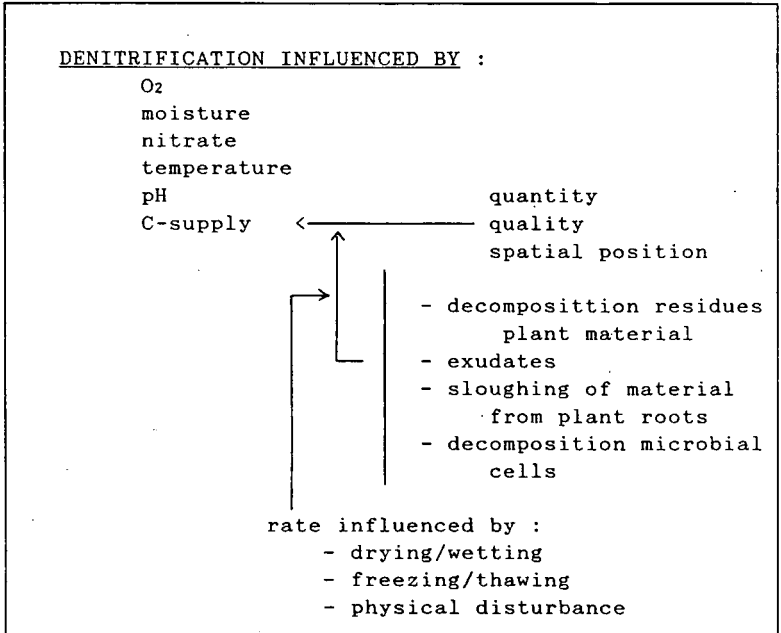 DENITRIFICATION INFLUENCED BY :
O2
moisture
nitrate
temperature
pH
C-supply <
quantity
quality
spatial position
- decomposittion residues
plant material
- exudates
- sloughing of material
from plant roots
- decomposition microbial
cells
rate influenced by :
- drying/wetting
- freezing/thawing
- physical disturbance